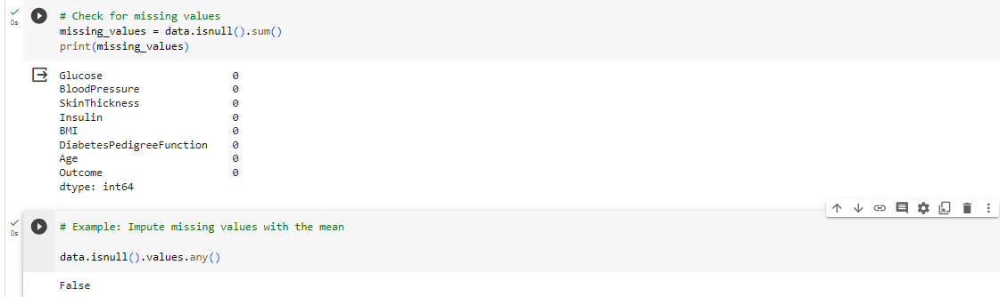 0s
# Check for missing values
missing_values = data.isnull().sum()
print(missing_values)
Glucose 0
BloodPressure 0
SkinThickness 0
Insulin 0
BMI 0
DiabetesPedigreeFunction 0
Age 0
Outcome 0
dtype: int64
0s
# Example: Impute missing values with the mean
data.isnull().values.any()
False